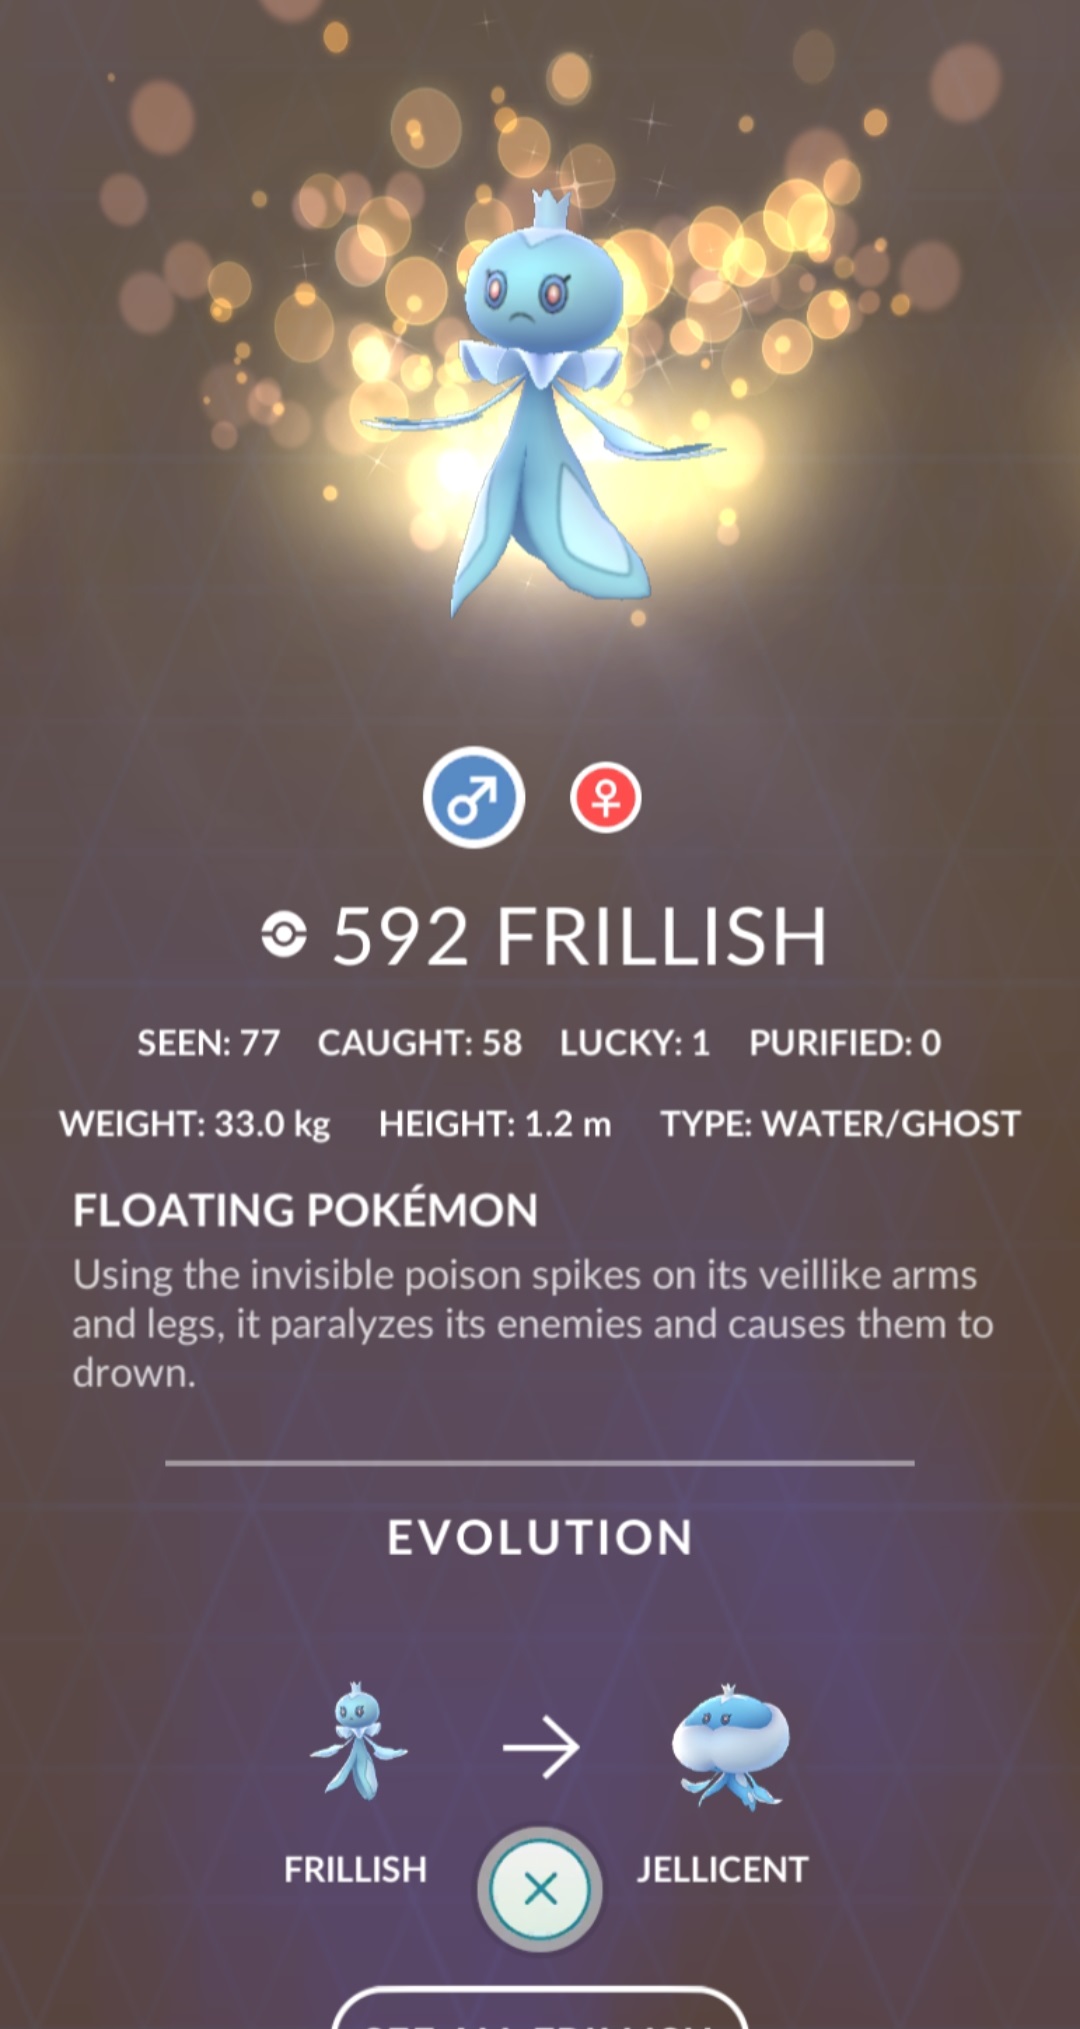 592 FRILLISH
SEEN: 77 CAUGHT: 58 LUCKY: 1 PURIFIED: 0
WEIGHT: 33.0 kg HEIGHT: 1.2 m TYPE: WATER/GHOST
FLOATING POKÉMON
Using the invisible poison spikes on its veillike arms
and legs, it paralyzes its enemies and causes them to
drown.
EVOLUTION
FRILLISH JELLICENT